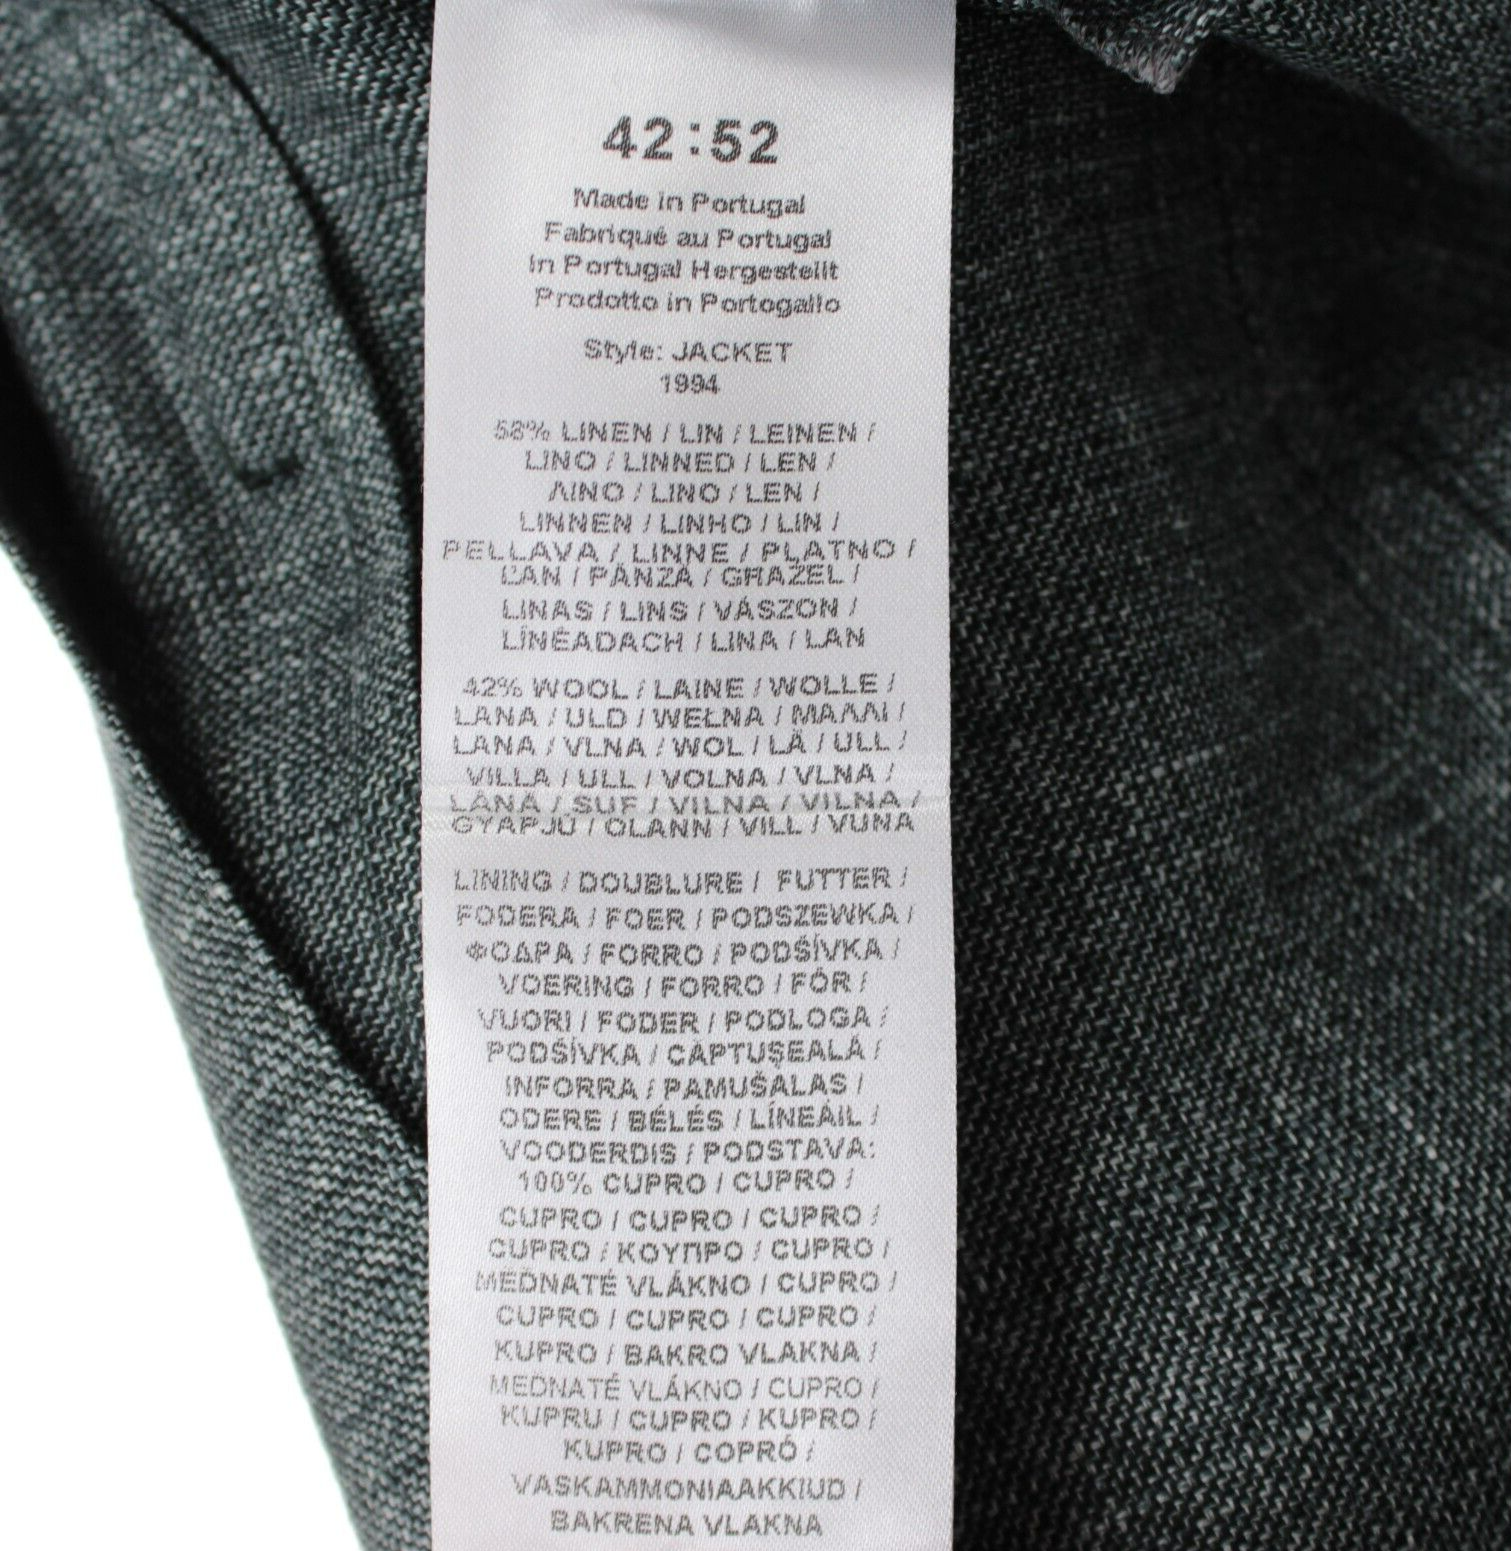 42:52
Made in Portugal
Fabriqué au Portugal
In Portugal Hergestellt
Prodotto in Portogallo
Style: JACKET
1994
58% LINEN / LIN / LEINEN /
LINO / LINNED / LEN /
ΛΙΝΟ / LINO / LEN /
LINNEN / LINHO / LIN /
PELLAVA / LINNE / PLATNO /
ĽAN / PÂNZĂ / GRAZEL /
LINAS / LINS / VÁSZON /
LÍNÉADACH / LINA / LAN
42% WOOL / LAINE / WOLLE /
LANA / ULD / WEŁNA / ΜΑΛΛΙ /
LANA / VLNA / WOL / LÃ / ULL /
VILLA / ULL / VOLNA / VLNA /
LÂNĂ / SUF / VILNA / VILNA /
GYAPJÚ / OLANN / VILL / VUNA
LINING / DOUBLURE / FUTTER /
FODERA / FOER / PODSZEWKA /
ΦΟΔΡΑ / FORRO / PODŠÍVKA /
VOERING / FORRO / FÓR /
VUORI / FODER / PODLOGA /
PODŠÍVKA / CĂPTUŞEALĂ /
INFORRA / PAMUŠALAS /
ODERE / BÉLÉS / LÍNEÁIL /
VOODERDIS / PODSTAVA:
100% CUPRO / CUPRO /
CUPRO / CUPRO / CUPRO /
CUPRO / ΚΟΥΠΡΟ / CUPRO /
MEĎNATÉ VLÁKNO / CUPRO /
CUPRO / CUPRO / CUPRO /
KUPRO / BAKRO VLAKNA /
MEDNATÉ VLÁKNO / CUPRO /
KUPRU / CUPRO / KUPRO /
KUPRO / COPRÓ /
VASKAMMONIAAKKIUD /
BAKRENA VLAKNA